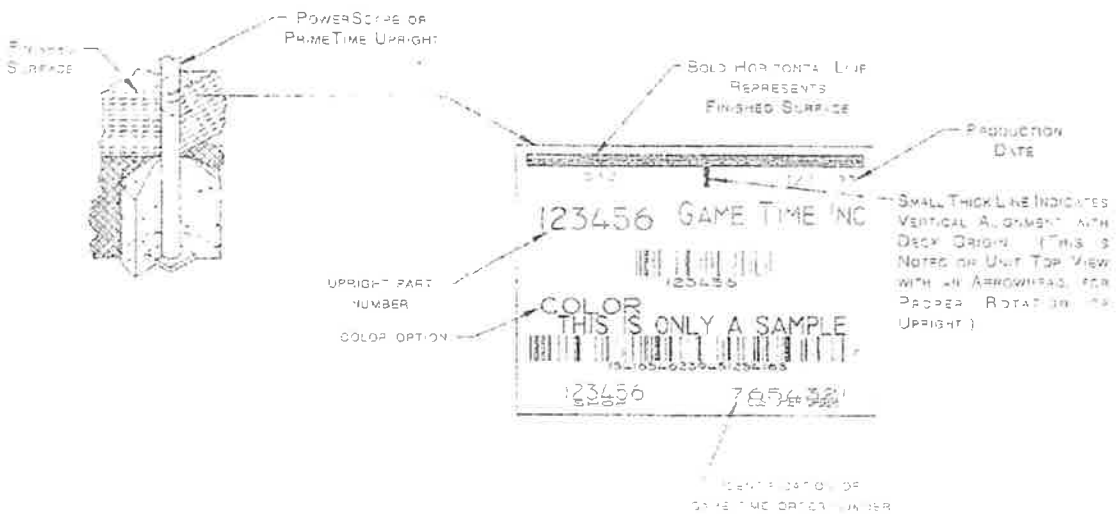 POWERSCOPE OR
PRIMETIME UPRIGHT
FINISHED
SURFACE
BOLD HORIZONTAL LINE
REPRESENTS
FINISHED SURFACE
PRODUCTION
DATE
SMALL THICK LINE INDICATES
VERTICAL ALIGNMENT WITH
DECK ORIGIN. (THIS IS
NOTED ON UNIT TOP VIEW
WITH AN ARROWHEAD, FOR
PROPER ROTATION OF
UPRIGHT.)
123456 GAME TIME INC
123456
UPRIGHT PART
NUMBER
COLOR
THIS IS ONLY A SAMPLE
COLOR OPTION
123456 7654321
SHOP
IDENTIFICATION OF
GAME TIME ORDER NUMBER